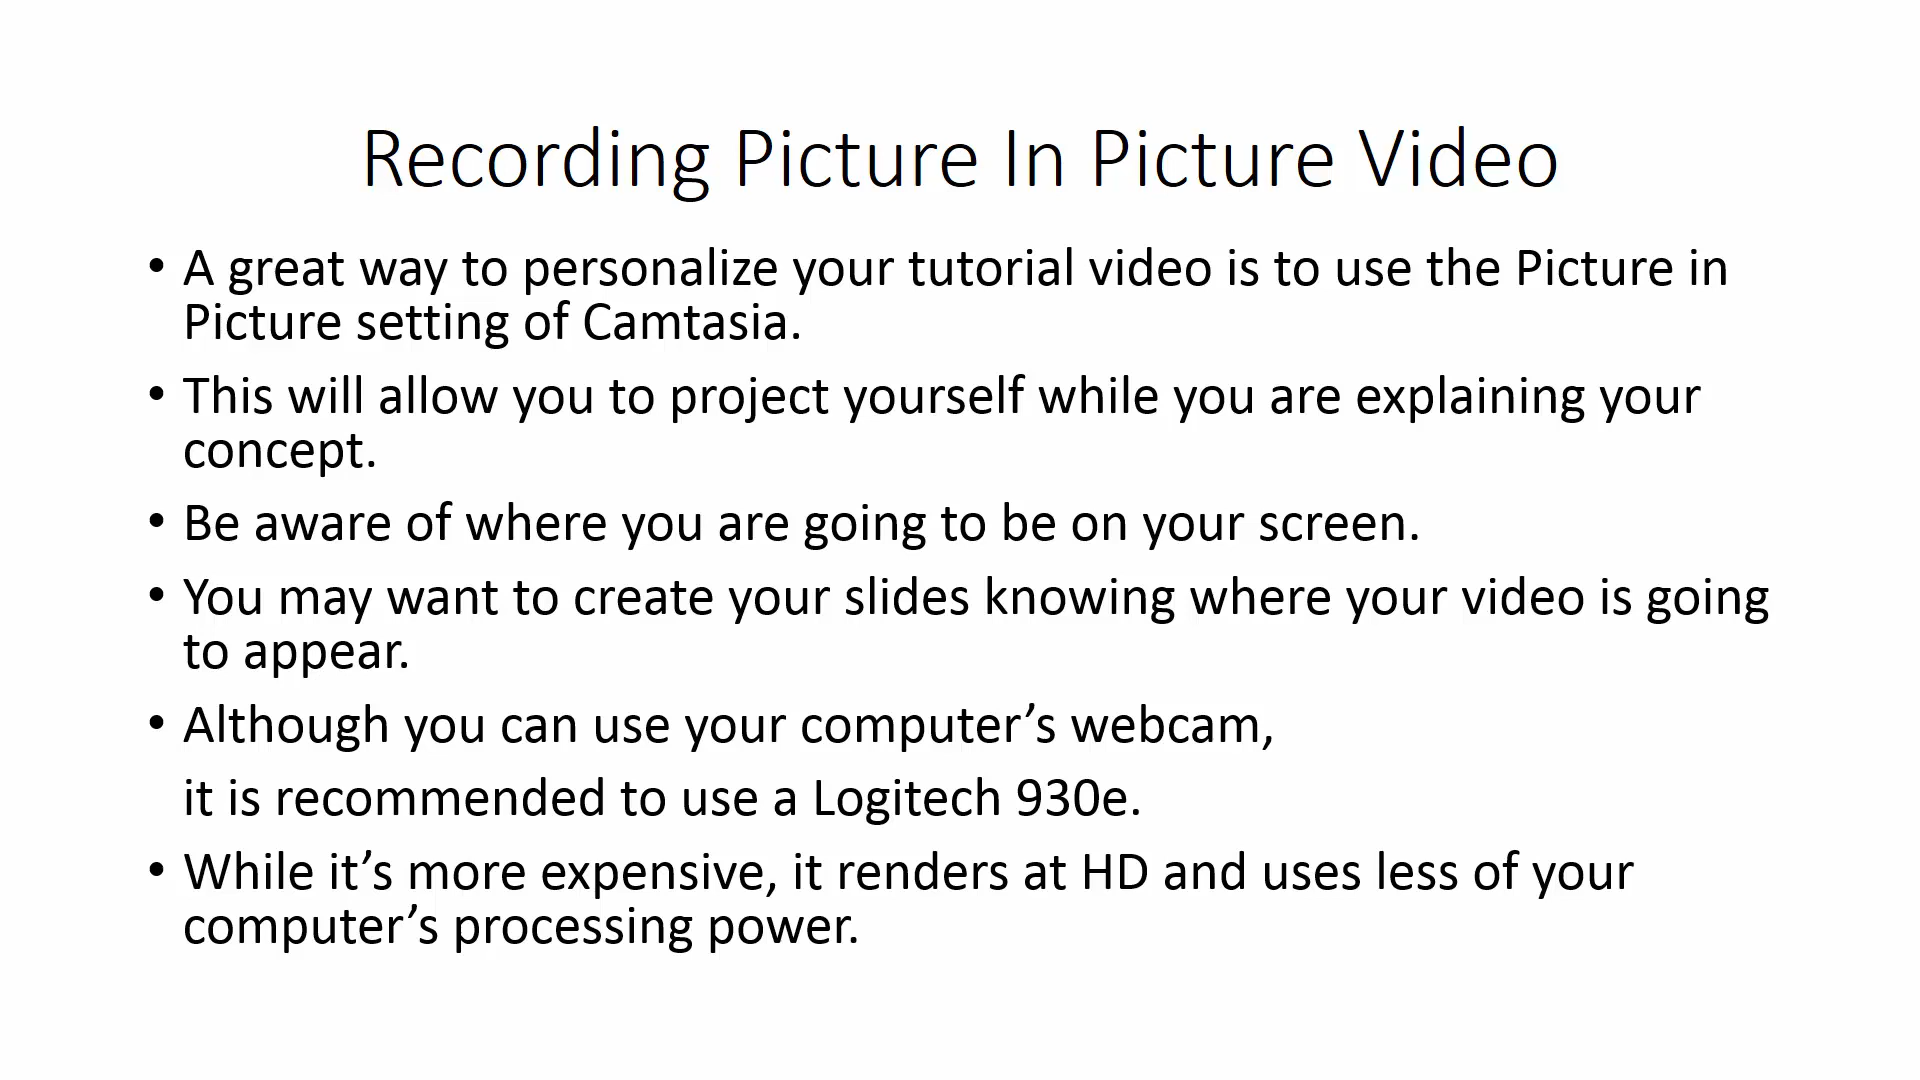 Recording Picture In Picture Video
• A great way to personalize your tutorial video is to use the Picture in
Picture setting of Camtasia.
• This will allow you to project yourself while you are explaining your
concept.
• Be aware of where you are going to be on your screen.
• You may want to create your slides knowing where your video is going
to appear.
• Although you can use your computer’s webcam,
it is recommended to use a Logitech 930e.
• While it’s more expensive, it renders at HD and uses less of your
computer’s processing power.